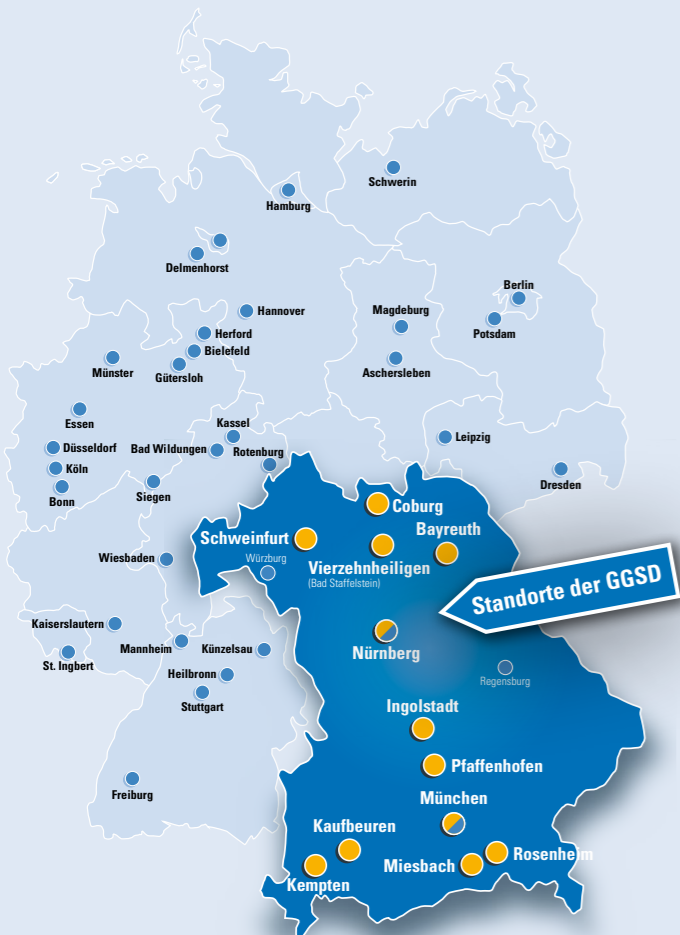 Schwerin
Hamburg
Delmenhorst
Berlin
Hannover
Magdeburg
Potsdam
Herford
Bielefeld
Münster
Gütersloh
Aschersleben
Essen
Kassel
Leipzig
Düsseldorf
Bad Wildungen
Rotenburg
Köln
Dresden
Siegen
Bonn
Coburg
Bayreuth
Schweinfurt
Wiesbaden
Würzburg
Vierzehnheiligen
(Bad Staffelstein)
Standorte der GGSD
Kaiserslautern
Mannheim
Künzelsau
Nürnberg
St. Ingbert
Heilbronn
Regensburg
Stuttgart
Ingolstadt
Pfaffenhofen
Freiburg
München
Kaufbeuren
Rosenheim
Miesbach
Kempten